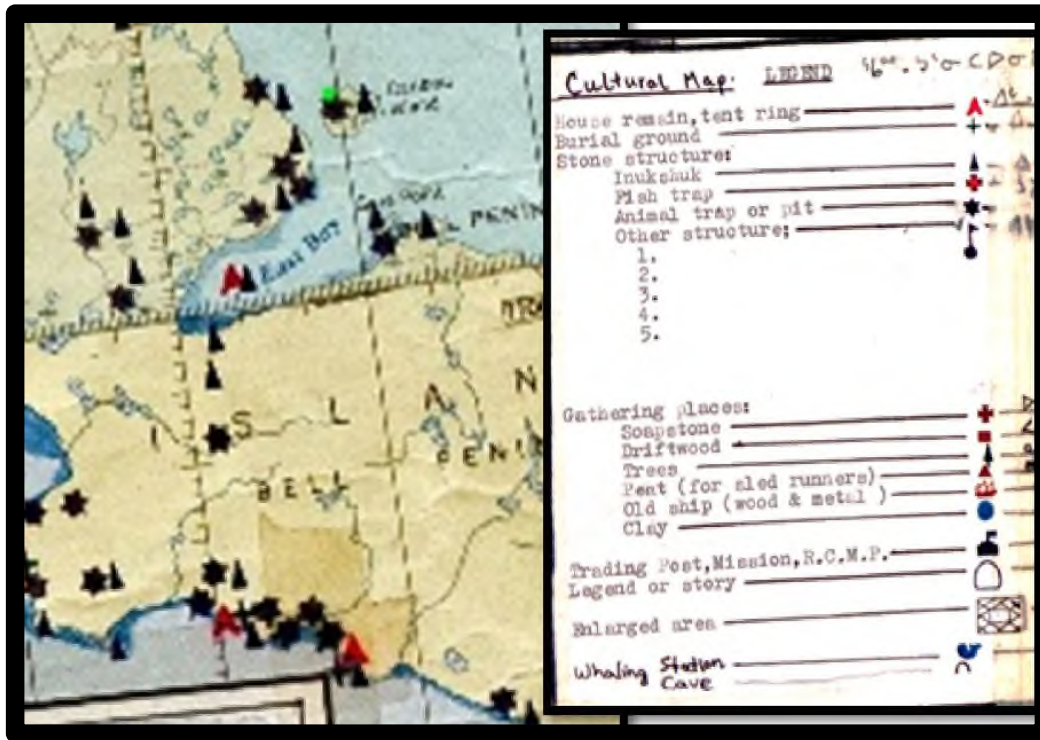 PENIN
East Bay
I S L A N
PENI
BELL
Cultural Map: LEGEND
House remain, tent ring
Burial ground
Stone structure:
Inukshuk
Fish trap
Animal trap or pit
Other structure;
1.
2.
3.
4.
5.
Gathering places:
Soapstone
Driftwood
Trees
Peat (for sled runners)
Old ship (wood & metal )
Clay
Trading Post, Mission, R.C.M.P.
Legend or story
Enlarged area
Whaling Station
Cave